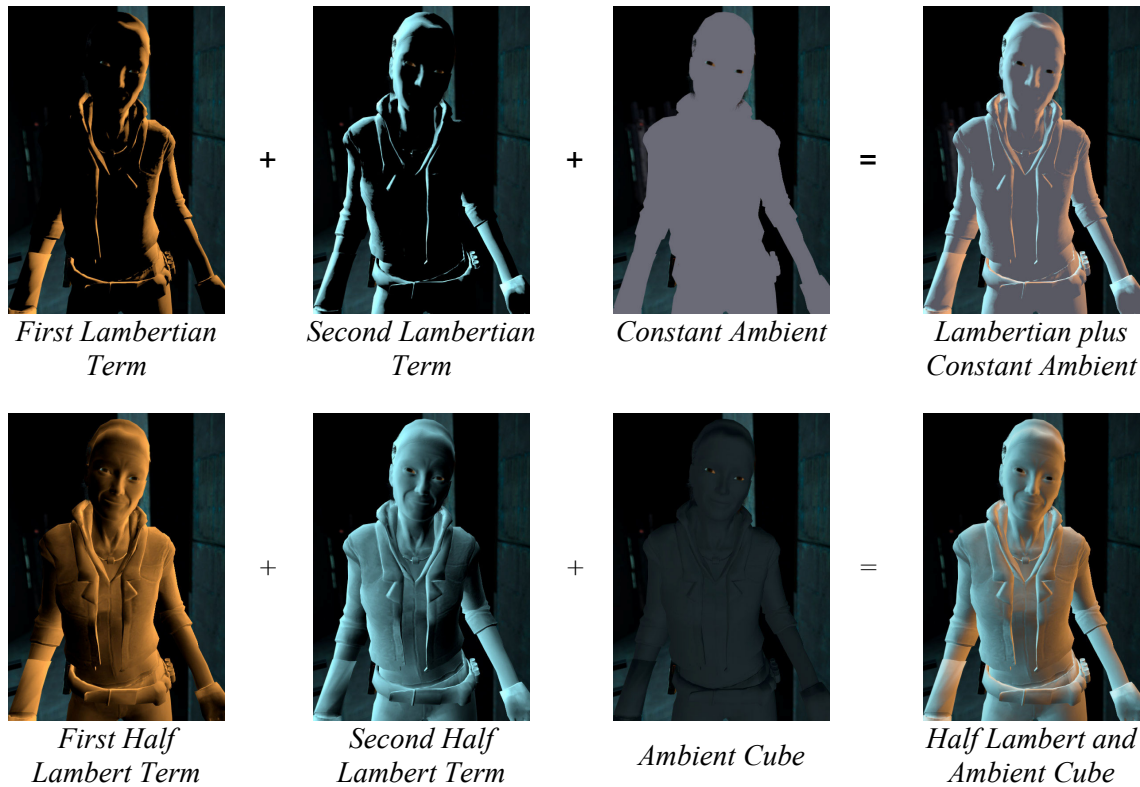 + + =
First Lambertian
Term
Second Lambertian
Term
Constant Ambient
Lambertian plus
Constant Ambient
+ + =
First Half
Lambert Term
Second Half
Lambert Term
Ambient Cube
Half Lambert and
Ambient Cube